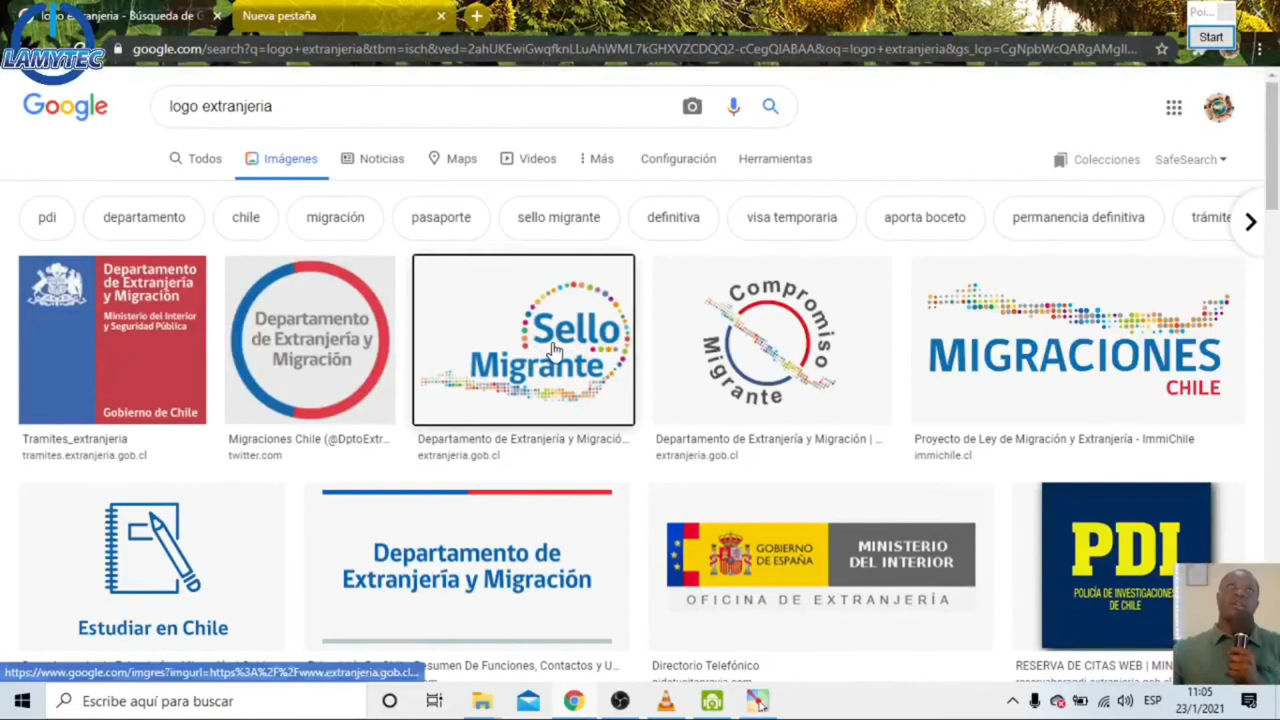 logo extranjeria - Búsqueda de G
Nueva pestaña
Poi...
Start
LAMYTEC
google.com/search?q=logo+extranjeria&tbm=isch&ved=
Google
logo extranjeria
Todos
Imágenes
Noticias
Maps
Videos
Más
Configuración
Herramientas
Colecciones
SafeSearch
pdi
departamento
chile
migración
pasaporte
sello migrante
definitiva
visa temporaria
aporta boceto
permanencia definitiva
trámite
Departamento
de Extranjería
y Migración
Ministerio del Interior
y Seguridad Pública
Gobierno de Chile
Departamento
de Extranjería y
Migración
Sello
Migrante
Compromiso
Migrante
MIGRACIONES
CHILE
Tramites_extranjeria
tramites.extranjeria.gob.cl
Migraciones Chile (@DptoExtr...
twitter.com
Departamento de Extranjería y Migració...
extranjeria.gob.cl
Departamento de Extranjería y Migración | ...
extranjeria.gob.cl
Proyecto de Ley de Migración y Extranjería - ImmiChile
immichile.cl
Estudiar en Chile
Departamento de
Extranjería y Migración
GOBIERNO
DE ESPAÑA
MINISTERIO
DEL INTERIOR
OFICINA DE EXTRANJERÍA
PDI
POLICÍA DE INVESTIGACIONES
DE CHILE
Resumen De Funciones, Contactos y U...
Directorio Telefónico
RESERVA DE CITAS WEB | MIN
https://www.google.com/imgres?imgurl=https%3A%2F%2Fwww.extranjeria.gob.cl...
Escribe aquí para buscar
ESP
11:05
23/1/2021